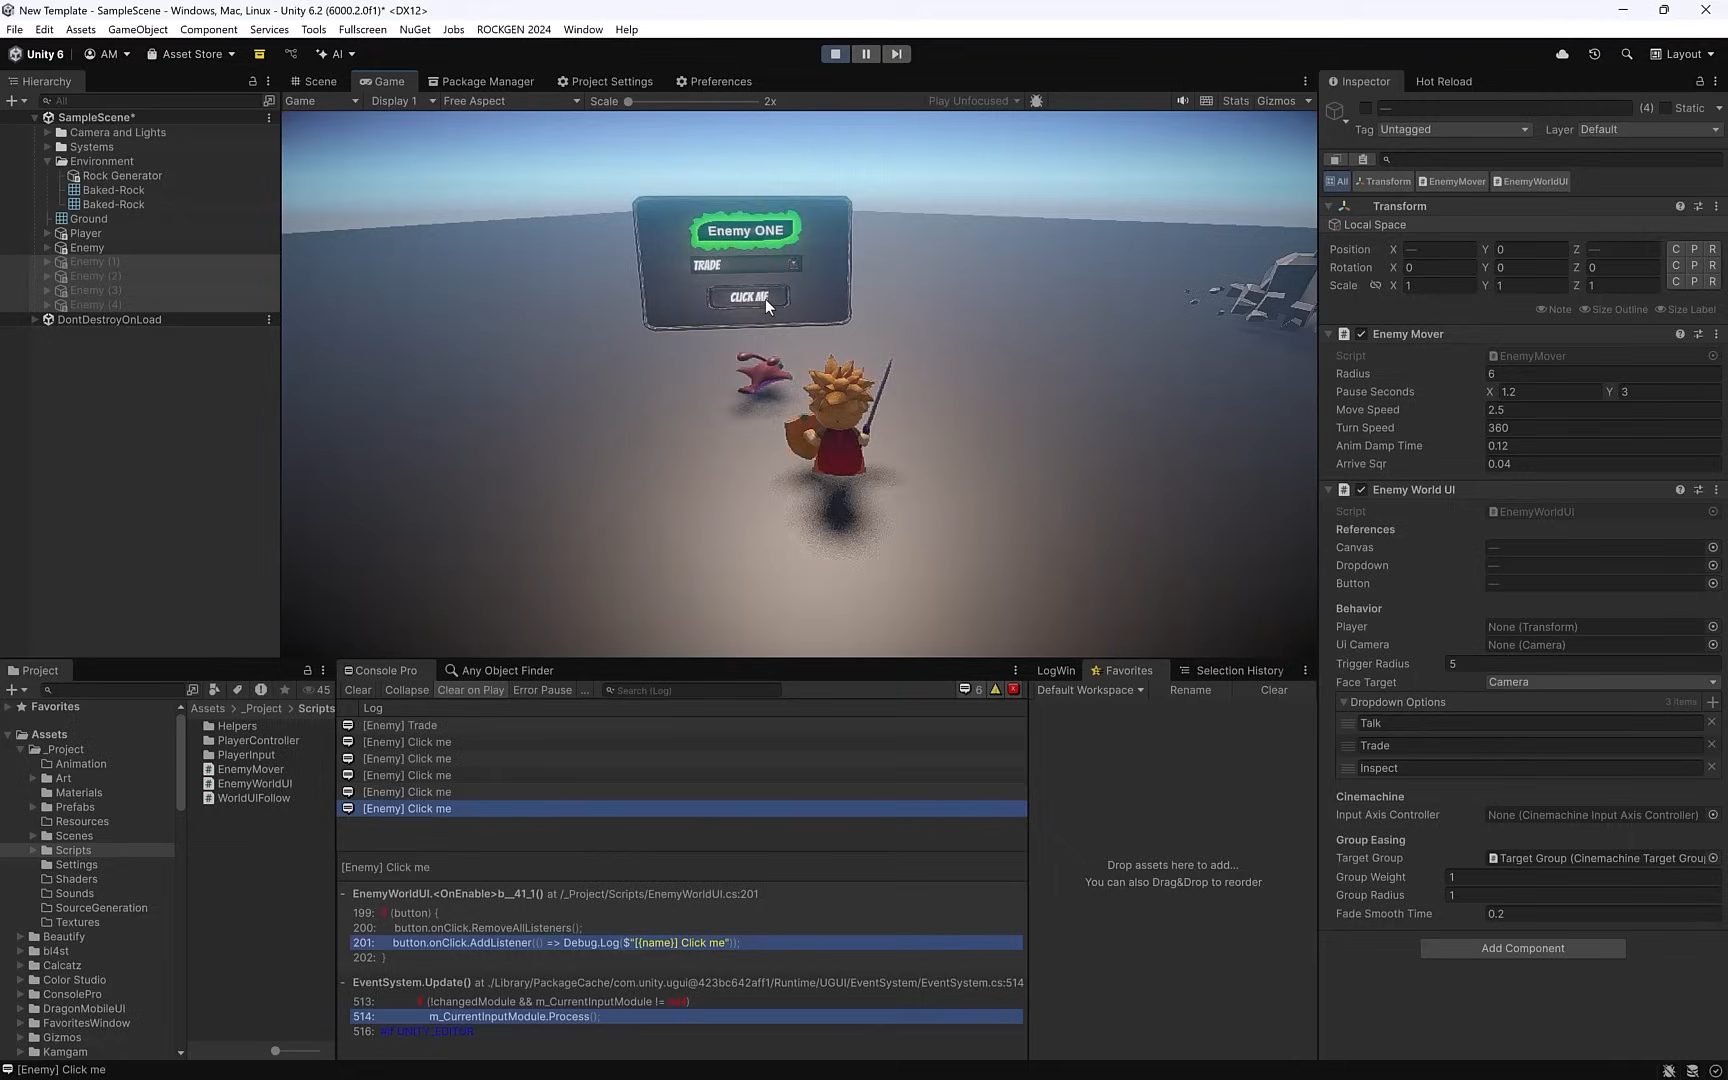 New Template - SampleScene - Windows, Mac, Linux - Unity 6.2 (6000.2.0f1)* <DX12>
File Edit Assets GameObject Component Services Tools Fullscreen NuGet Jobs ROCKGEN 2024 Window Help
Unity 6 AM Asset Store AI Layout
Hierarchy Scene Game Package Manager Project Settings Preferences Inspector Hot Reload
All Game Display 1 Free Aspect Scale 2x Play Unfocused Stats Gizmos — (4) Static
SampleScene*
Tag Untagged Layer Default
Camera and Lights
Systems
Environment
Rock Generator
Baked-Rock
Baked-Rock
Ground
Player
Enemy
Enemy (1)
Enemy (2)
Enemy (3)
Enemy (4)
DontDestroyOnLoad
Enemy ONE
TRADE
CLICK ME
All Transform EnemyMover EnemyWorldUI
Transform
Local Space
Position X — Y 0 Z — C P R
Rotation X 0 Y 0 Z 0 C P R
Scale X 1 Y 1 Z 1 C P R
Note Size Outline Size Label
Enemy Mover
Script EnemyMover
Radius 6
Pause Seconds X 1.2 Y 3
Move Speed 2.5
Turn Speed 360
Anim Damp Time 0.12
Arrive Sqr 0.04
Enemy World UI
Script EnemyWorldUI
References
Canvas —
Dropdown —
Button —
Behavior
Player None (Transform)
Ui Camera None (Camera)
Trigger Radius 5
Face Target Camera
Dropdown Options 3 items
Talk
Trade
Inspect
Cinemachine
Input Axis Controller None (Cinemachine Input Axis Controller)
Group Easing
Target Group Target Group (Cinemachine Target Grou
Group Weight 1
Group Radius 1
Fade Smooth Time 0.2
Add Component
Project
45
Favorites
Assets
_Project
Animation
Art
Materials
Prefabs
Resources
Scenes
Scripts
Settings
Shaders
Sounds
SourceGeneration
Textures
Beautify
bl4st
Calcatz
Color Studio
ConsolePro
DragonMobileUI
FavoritesWindow
Gizmos
Kamgam
Assets > _Project > Scripts
Helpers
PlayerController
PlayerInput
EnemyMover
EnemyWorldUI
WorldUIFollow
Console Pro Any Object Finder
Clear Collapse Clear on Play Error Pause ... Search (Log) 6
Log
[Enemy] Trade
[Enemy] Click me
[Enemy] Click me
[Enemy] Click me
[Enemy] Click me
[Enemy] Click me
[Enemy] Click me
- EnemyWorldUI.<OnEnable>b__41_1() at /_Project/Scripts/EnemyWorldUI.cs:201
199: (button) {
200: button.onClick.RemoveAllListeners();
201: button.onClick.AddListener(() => Debug.Log($"[{name}] Click me"));
202: }
- EventSystem.Update() at ./Library/PackageCache/com.unity.ugui@423bc642aff1/Runtime/UGUI/EventSystem/EventSystem.cs:514
513: (!changedModule && m_CurrentInputModule != null)
514: m_CurrentInputModule.Process();
516: #if UNITY_EDITOR
LogWin Favorites Selection History
Default Workspace Rename Clear
Drop assets here to add...
You can also Drag&Drop to reorder
[Enemy] Click me